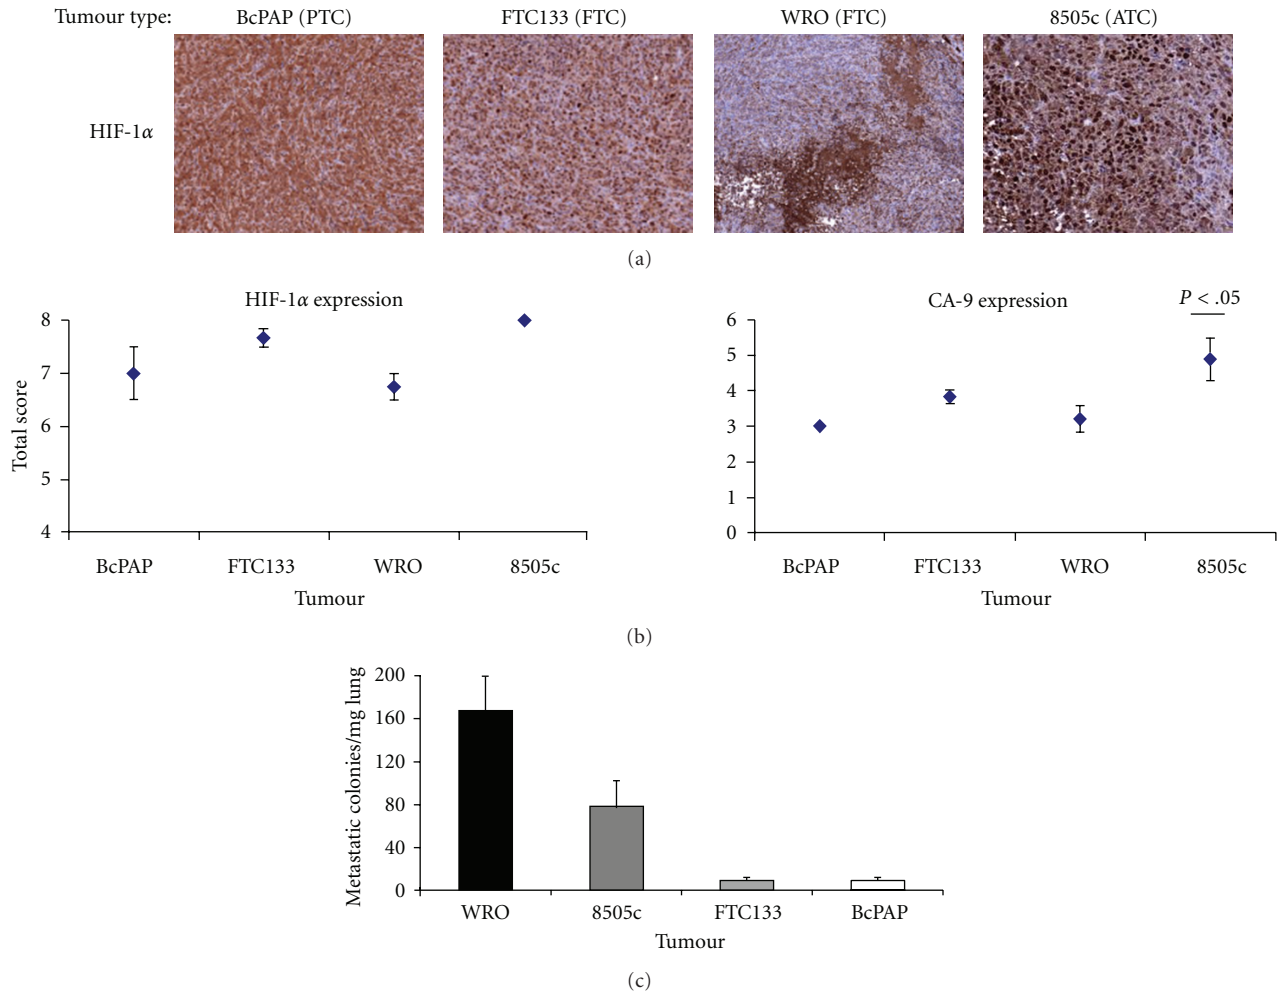 Tumour type: BcPAP (PTC) FTC133 (FTC) WRO (FTC) 8505c (ATC)
HIF-1α
(a)
HIF-1α expression
8
7
6
5
4
Total score
BcPAP FTC133 WRO 8505c
Tumour
CA-9 expression
P < .05
6
5
4
3
2
1
0
BcPAP FTC133 WRO 8505c
Tumour
(b)
200
160
120
80
40
0
Metastatic colonies/mg lung
WRO 8505c FTC133 BcPAP
Tumour
(c)